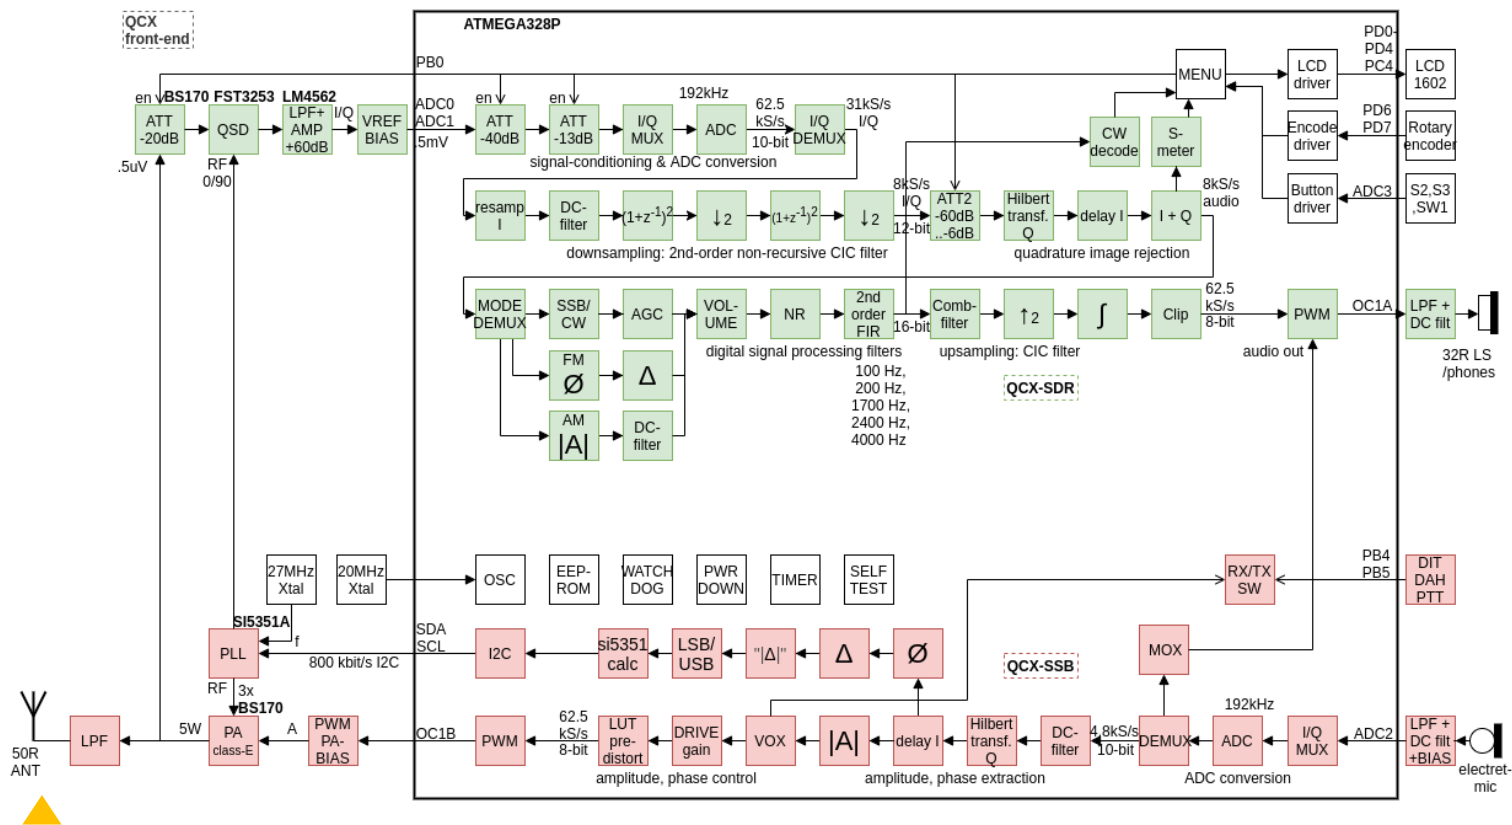 QCX
front-end
ATMEGA328P
PB0
PD0-
PD4
PC4
MENU
LCD
driver
LCD
1602
en
BS170 FST3253 LM4562
ATT
-20dB
QSD
LPF+
AMP
+60dB
I/Q
VREF
BIAS
ADC0
ADC1
.5mV
en
ATT
-40dB
en
ATT
-13dB
I/Q
MUX
192kHz
ADC
62.5
kS/s
10-bit
I/Q
DEMUX
31kS/s
I/Q
signal-conditioning & ADC conversion
CW
decode
S-
meter
Encode
driver
PD6
PD7
Rotary
encoder
.5uV
RF
0/90
resamp
I
DC-
filter
(1+z⁻¹)²
↓2
(1+z⁻¹)²
↓2
8kS/s
I/Q
12-bit
ATT2
-60dB
..-6dB
Hilbert
transf.
Q
delay I
I + Q
8kS/s
audio
Button
driver
ADC3
S2,S3
,SW1
downsampling: 2nd-order non-recursive CIC filter
quadrature image rejection
MODE
DEMUX
SSB/
CW
AGC
VOL-
UME
NR
2nd
order
FIR
16-bit
Comb-
filter
↑2
∫
Clip
62.5
kS/s
8-bit
PWM
OC1A
LPF +
DC filt
digital signal processing filters
upsampling: CIC filter
audio out
32R LS
/phones
100 Hz,
200 Hz,
1700 Hz,
2400 Hz,
4000 Hz
QCX-SDR
FM
Ø
Δ
AM
|A|
DC-
filter
27MHz
Xtal
20MHz
Xtal
OSC
EEP-
ROM
WATCH
DOG
PWR
DOWN
TIMER
SELF
TEST
RX/TX
SW
PB4
PB5
DIT
DAH
PTT
SI5351A
PLL
f
800 kbit/s I2C
SDA
SCL
I2C
si5351
calc
LSB/
USB
"|Δ|"
Δ
Ø
QCX-SSB
MOX
RF
3x
BS170
50R
ANT
LPF
5W
PA
class-E
A
PWM
PA-
BIAS
OC1B
PWM
62.5
kS/s
8-bit
LUT
pre-
distort
DRIVE
gain
VOX
|A|
delay I
Hilbert
transf.
Q
DC-
filter
4.8kS/s
10-bit
DEMUX
192kHz
ADC
I/Q
MUX
ADC2
LPF +
DC filt
+BIAS
electret-
mic
amplitude, phase control
amplitude, phase extraction
ADC conversion